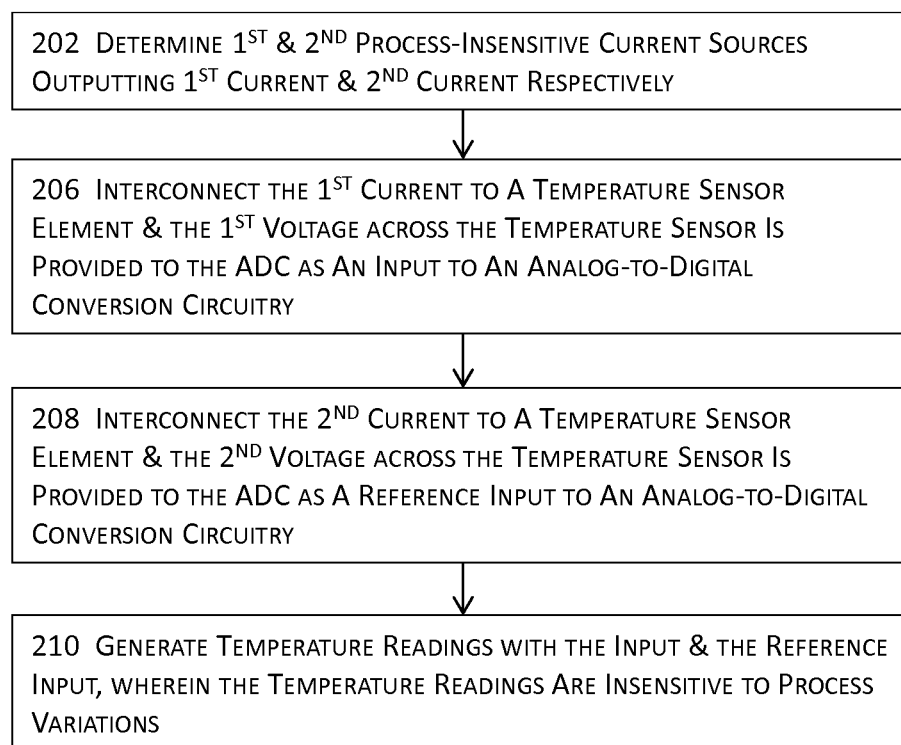 202 Determine 1st & 2nd Process-Insensitive Current Sources
Outputting 1st Current & 2nd Current Respectively
206 Interconnect the 1st Current to A Temperature Sensor
Element & the 1st Voltage across the Temperature Sensor Is
Provided to the ADC as An Input to An Analog-to-Digital
Conversion Circuitry
208 Interconnect the 2nd Current to A Temperature Sensor
Element & the 2nd Voltage across the Temperature Sensor Is
Provided to the ADC as A Reference Input to An Analog-to-Digital
Conversion Circuitry
210 Generate Temperature Readings with the Input & the Reference
Input, wherein the Temperature Readings Are Insensitive to Process
Variations